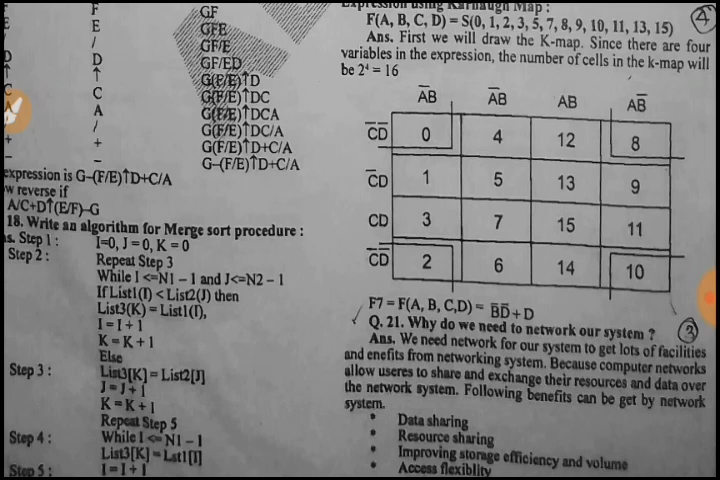 F
E
/
D
↑
C
A
/
+
–
GF
GFE
GF/E
GF/ED
G(F/E)↑D
G(F/E)↑DC
G(F/E)↑DCA
G(F/E)↑DC/A
G(F/E)↑D+C/A
G–(F/E)↑D+C/A
expression is G–(F/E)↑D+C/A
w reverse if
A/C+D↑(E/F)–G
18. Write an algorithm for Merge sort procedure :
ns. Step 1 : I=0, J = 0, K = 0
Step 2 : Repeat Step 3
While I <=N1 – 1 and J<=N2 – 1
If List1(I) < List2(J) then
List3(K) = List1(I),
I = I + 1
K = K + 1
Else
Step 3 : List3[K] = List2[J]
J = J + 1
K = K + 1
Repeat Step 5
Step 4 : While I <= N1 – 1
List3[K] = Lst1[I]
Step 5 : I = I + 1
Expression using Karnaugh Map :
F(A, B, C, D) = S(0, 1, 2, 3, 5, 7, 8, 9, 10, 11, 13, 15)
4
Ans. First we will draw the K-map. Since there are four
variables in the expression, the number of cells in the k-map will
be 2⁴ = 16
A̅B̅ A̅B AB AB̅
C̅D̅ 0 4 12 8
C̅D 1 5 13 9
CD 3 7 15 11
C̅D̅ 2 6 14 10
F7 = F(A, B, C,D) = B̅D̅ + D
Q. 21. Why do we need to network our system ?
3
Ans. We need network for our system to get lots of facilities
and enefits from networking system. Because computer networks
allow useres to share and exchange their resources and data over
the network system. Following benefits can be get by network
system.
• Data sharing
• Resource sharing
• Improving storage efficiency and volume
• Access flexiblity